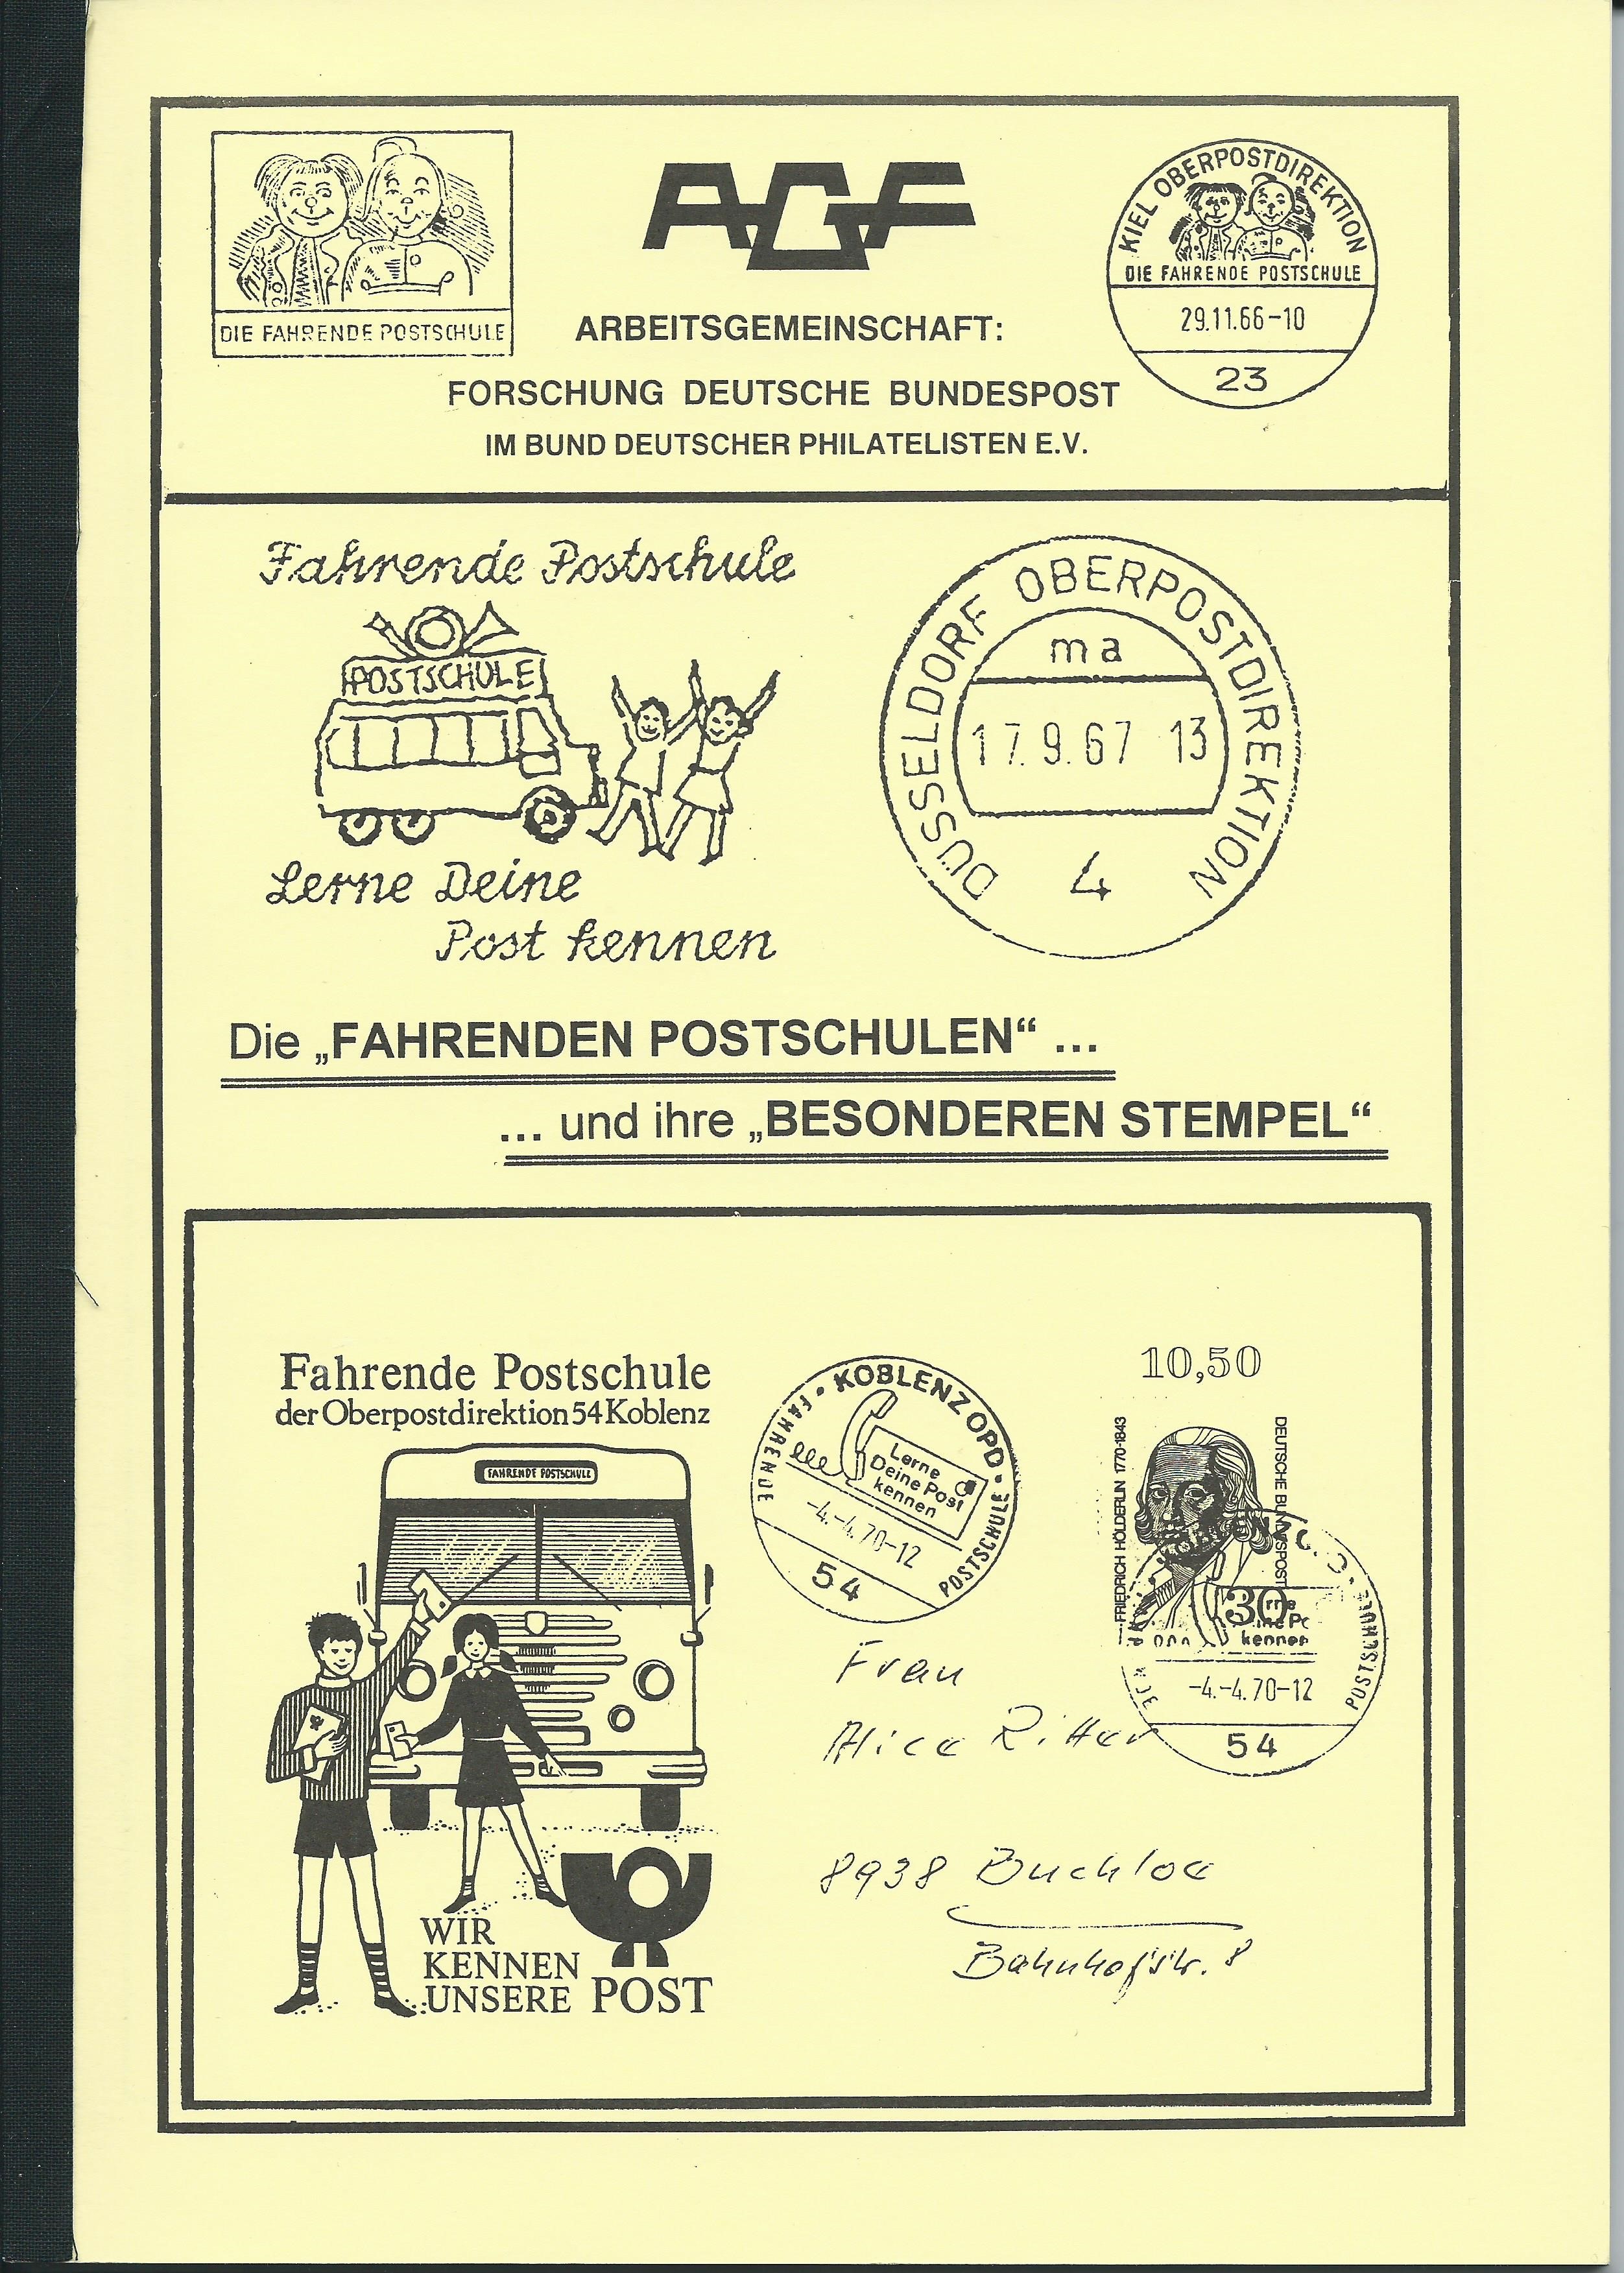 DIE FAHRENDE POSTSCHULE
AGF
ARBEITSGEMEINSCHAFT:
FORSCHUNG DEUTSCHE BUNDESPOST
IM BUND DEUTSCHER PHILATELISTEN E.V.
KIEL OBERPOSTDIREKTION
DIE FAHRENDE POSTSCHULE
29.11.66-10
23
Fahrende Postschule
POSTSCHULE
Lerne Deine
Post kennen
DÜSSELDORF OBERPOSTDIREKTION
ma
17.9.67 13
4
Die „FAHRENDEN POSTSCHULEN“ ...
... und ihre „BESONDEREN STEMPEL“
Fahrende Postschule
der Oberpostdirektion 54 Koblenz
FAHRENDE POSTSCHULE
WIR
KENNEN
UNSERE POST
KOBLENZ OPD
FAHRENDE POSTSCHULE
Lerne
Deine Post
kennen
-4.-4.70-12
54
10,50
FRIEDRICH HÖLDERLIN 1770-1843
DEUTSCHE BUNDESPOST
30
kennen
POSTSCHULE
-4.-4.70-12
54
Frau
Alice Ritter
8938 Buchloe
Bahnhofstr. 8